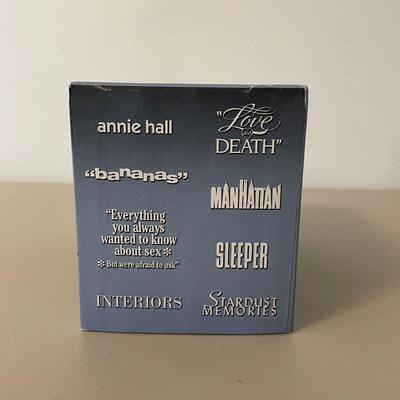 annie hall
"bananas"
"Everything
you always
wanted to know
about sex*
*But were afraid to ask"
INTERIORS
"Love
and
DEATH"
MANHATTAN
SLEEPER
STARDUST
MEMORIES